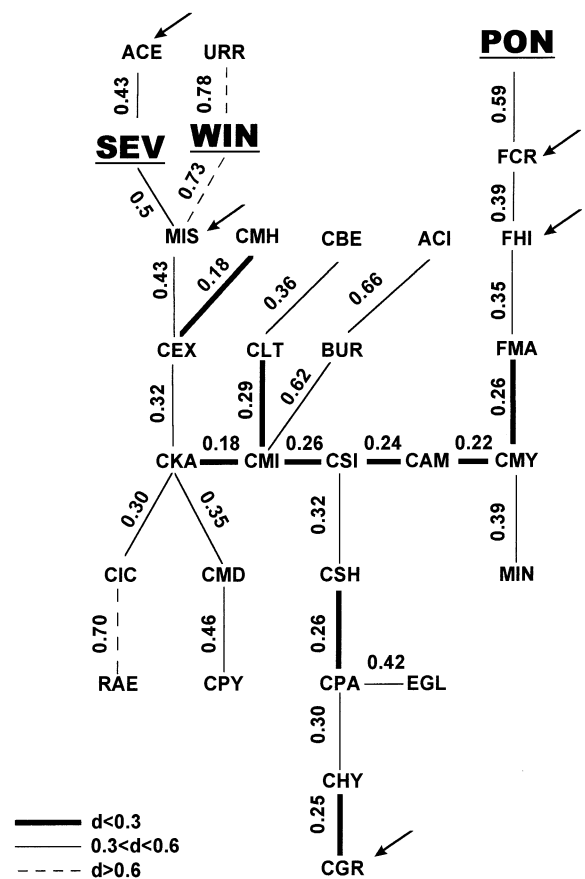 ACE URR PON
0.43 0.78 0.59
SEV WIN FCR
0.5 0.73 0.39
MIS CMH CBE ACI FHI
0.43 0.18 0.36 0.66 0.35
CEX CLT BUR FMA
0.32 0.29 0.62 0.26
CKA 0.18 CMI 0.26 CSI 0.24 CAM 0.22 CMY
0.30 0.35 0.32 0.39
CIC CMD CSH MIN
0.70 0.46 0.26 0.42
RAE CPY CPA EGL
0.30
CHY
0.25
CGR
d<0.3
0.3<d<0.6
d>0.6